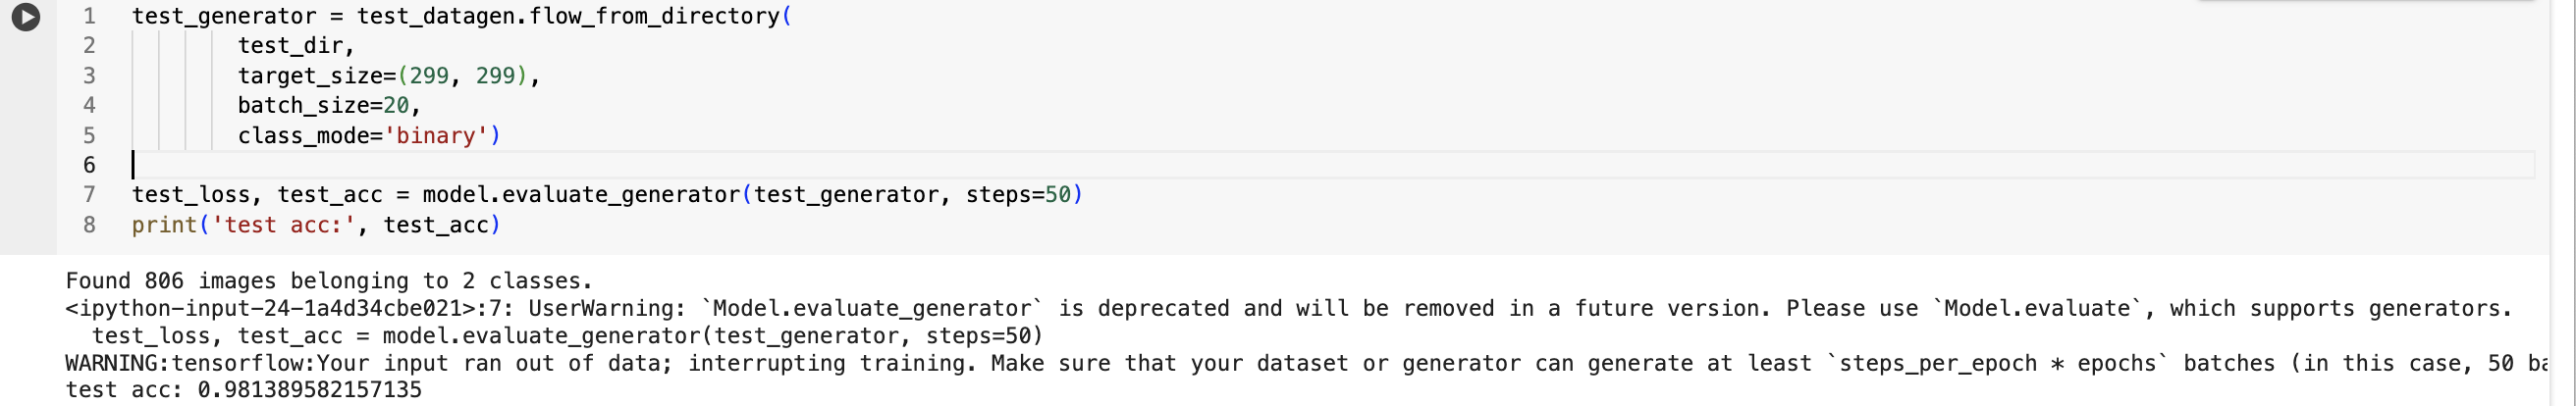 1 test_generator = test_datagen.flow_from_directory(
2 test_dir,
3 target_size=(299, 299),
4 batch_size=20,
5 class_mode='binary')
6
7 test_loss, test_acc = model.evaluate_generator(test_generator, steps=50)
8 print('test acc:', test_acc)
Found 806 images belonging to 2 classes.
<ipython-input-24-1a4d34cbe021>:7: UserWarning: `Model.evaluate_generator` is deprecated and will be removed in a future version. Please use `Model.evaluate`, which supports generators.
test_loss, test_acc = model.evaluate_generator(test_generator, steps=50)
WARNING:tensorflow:Your input ran out of data; interrupting training. Make sure that your dataset or generator can generate at least `steps_per_epoch * epochs` batches (in this case, 50 ba
test acc: 0.981389582157135